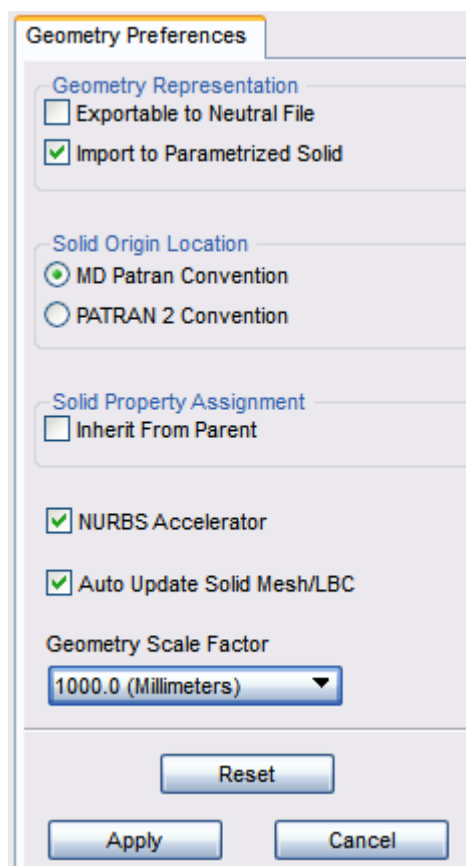 Geometry Preferences
Geometry Representation
Exportable to Neutral File
Import to Parametrized Solid
Solid Origin Location
MD Patran Convention
PATRAN 2 Convention
Solid Property Assignment
Inherit From Parent
NURBS Accelerator
Auto Update Solid Mesh/LBC
Geometry Scale Factor
1000.0 (Millimeters)
Reset
Apply
Cancel